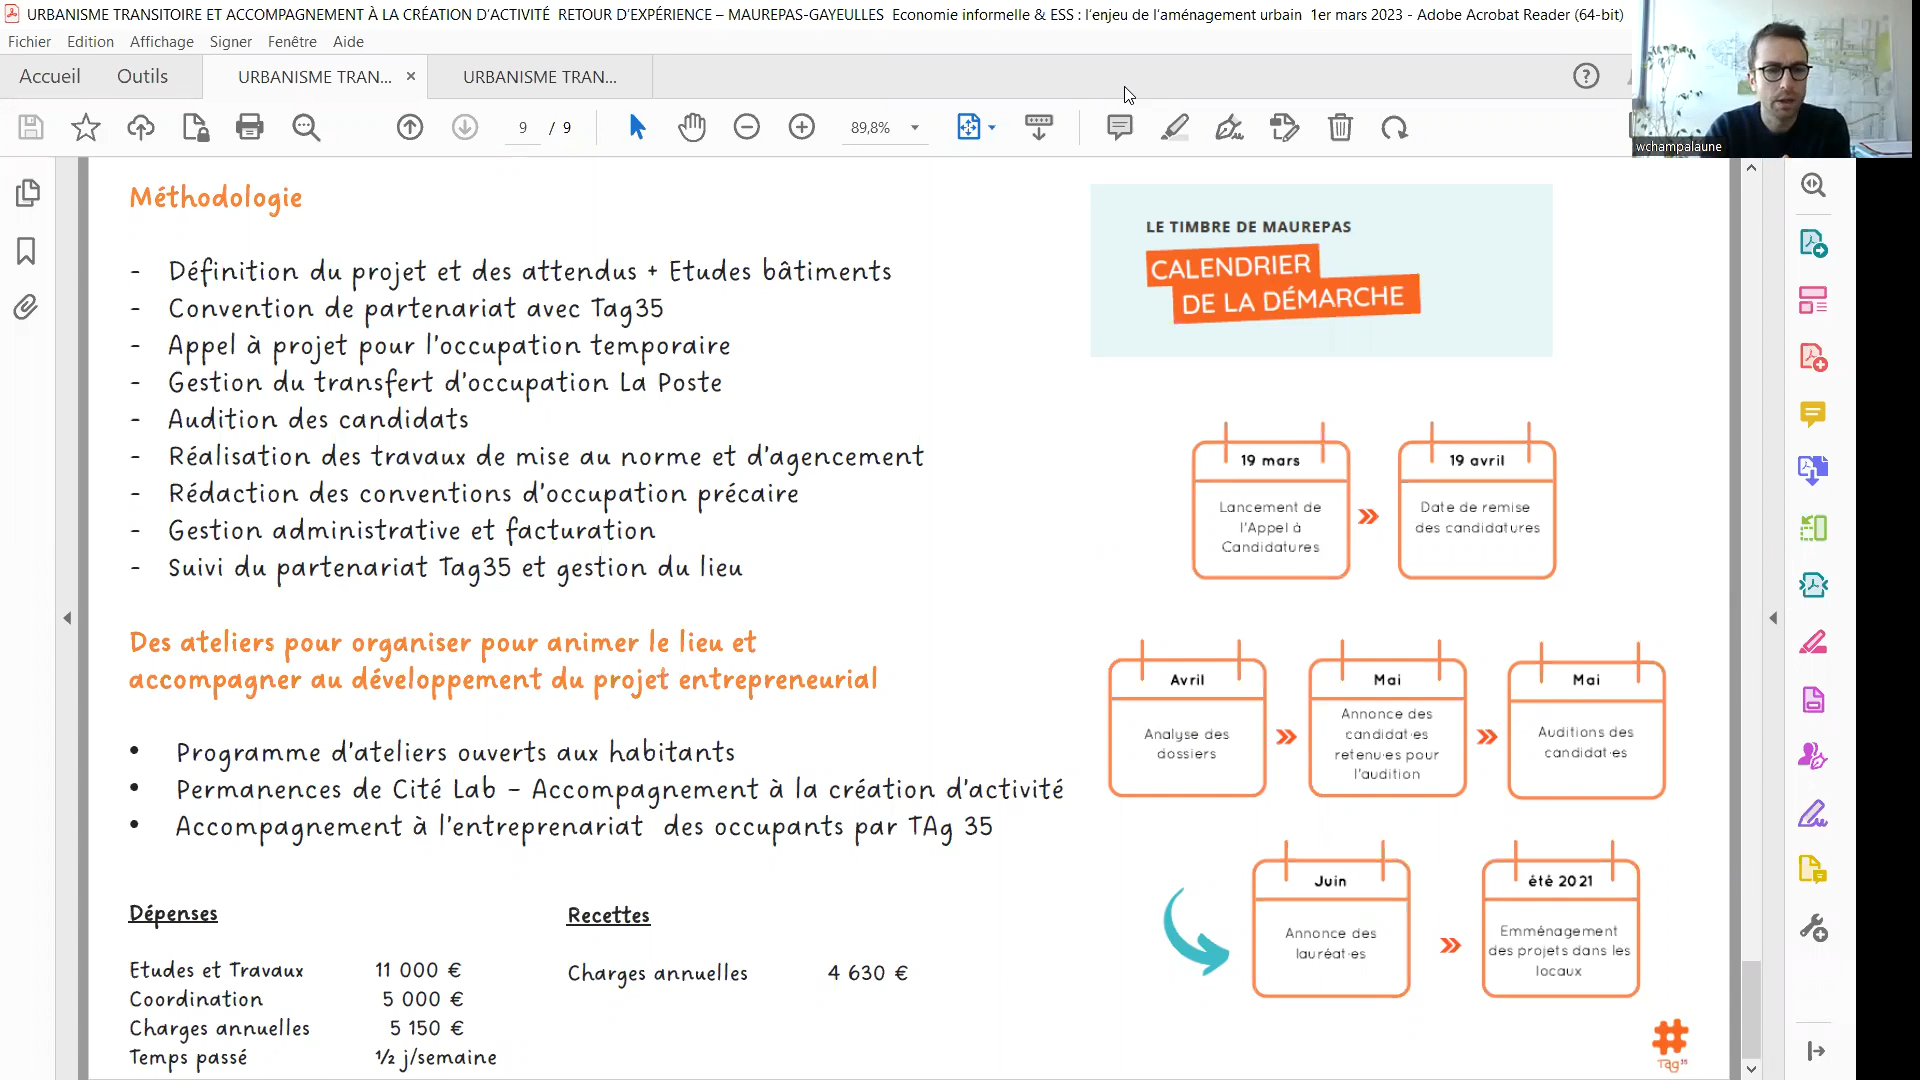 URBANISME TRANSITOIRE ET ACCOMPAGNEMENT À LA CRÉATION D'ACTIVITÉ  RETOUR D'EXPÉRIENCE – MAUREPAS-GAYEULLES  Economie informelle & ESS : l'enjeu de l'aménagement urbain  1er mars 2023 - Adobe Acrobat Reader (64-bit)
Fichier Edition Affichage Signer Fenêtre Aide
Accueil Outils URBANISME TRAN... × URBANISME TRAN...
9 / 9 89,8%
wchampalaune
Méthodologie
- Définition du projet et des attendus + Etudes bâtiments
- Convention de partenariat avec Tag35
- Appel à projet pour l'occupation temporaire
- Gestion du transfert d'occupation La Poste
- Audition des candidats
- Réalisation des travaux de mise au norme et d'agencement
- Rédaction des conventions d'occupation précaire
- Gestion administrative et facturation
- Suivi du partenariat Tag35 et gestion du lieu
Des ateliers pour organiser pour animer le lieu et
accompagner au développement du projet entrepreneurial
• Programme d'ateliers ouverts aux habitants
• Permanences de Cité Lab – Accompagnement à la création d'activité
• Accompagnement à l'entreprenariat  des occupants par TAg 35
Dépenses
Etudes et Travaux 11 000 €
Coordination 5 000 €
Charges annuelles 5 150 €
Temps passé ½ j/semaine
Recettes
Charges annuelles 4 630 €
LE TIMBRE DE MAUREPAS
CALENDRIER
DE LA DÉMARCHE
19 mars
Lancement de
l'Appel à
Candidatures
19 avril
Date de remise
des candidatures
Avril
Analyse des
dossiers
Mai
Annonce des
candidat·es
retenu·es pour
l'audition
Mai
Auditions des
candidat·es
Juin
Annonce des
lauréat·es
été 2021
Emménagement
des projets dans les
locaux
Tag35